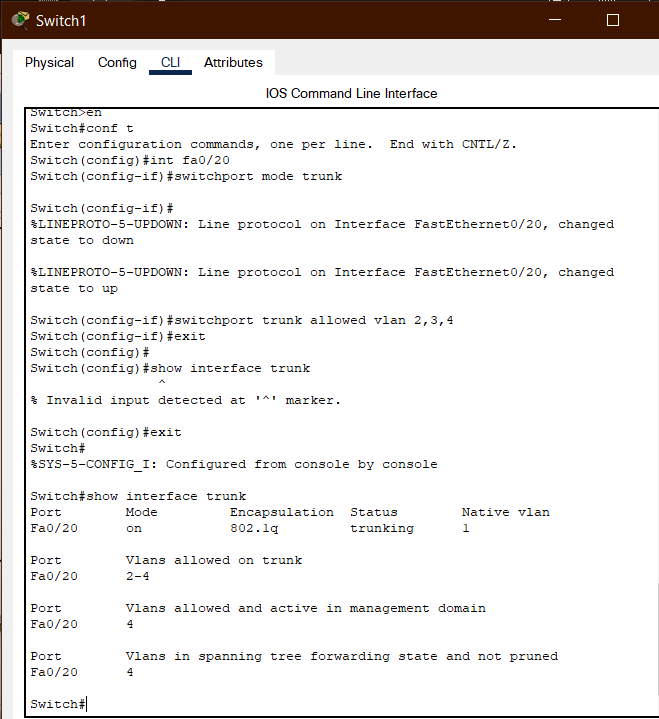 Switch1
Physical Config CLI Attributes
IOS Command Line Interface
Switch>en
Switch#conf t
Enter configuration commands, one per line.  End with CNTL/Z.
Switch(config)#int fa0/20
Switch(config-if)#switchport mode trunk
Switch(config-if)#
%LINEPROTO-5-UPDOWN: Line protocol on Interface FastEthernet0/20, changed
state to down
%LINEPROTO-5-UPDOWN: Line protocol on Interface FastEthernet0/20, changed
state to up
Switch(config-if)#switchport trunk allowed vlan 2,3,4
Switch(config-if)#exit
Switch(config)#
Switch(config)#show interface trunk
^
% Invalid input detected at '^' marker.
Switch(config)#exit
Switch#
%SYS-5-CONFIG_I: Configured from console by console
Switch#show interface trunk
Port        Mode         Encapsulation  Status        Native vlan
Fa0/20      on           802.1q         trunking      1
Port        Vlans allowed on trunk
Fa0/20      2-4
Port        Vlans allowed and active in management domain
Fa0/20      4
Port        Vlans in spanning tree forwarding state and not pruned
Fa0/20      4
Switch#